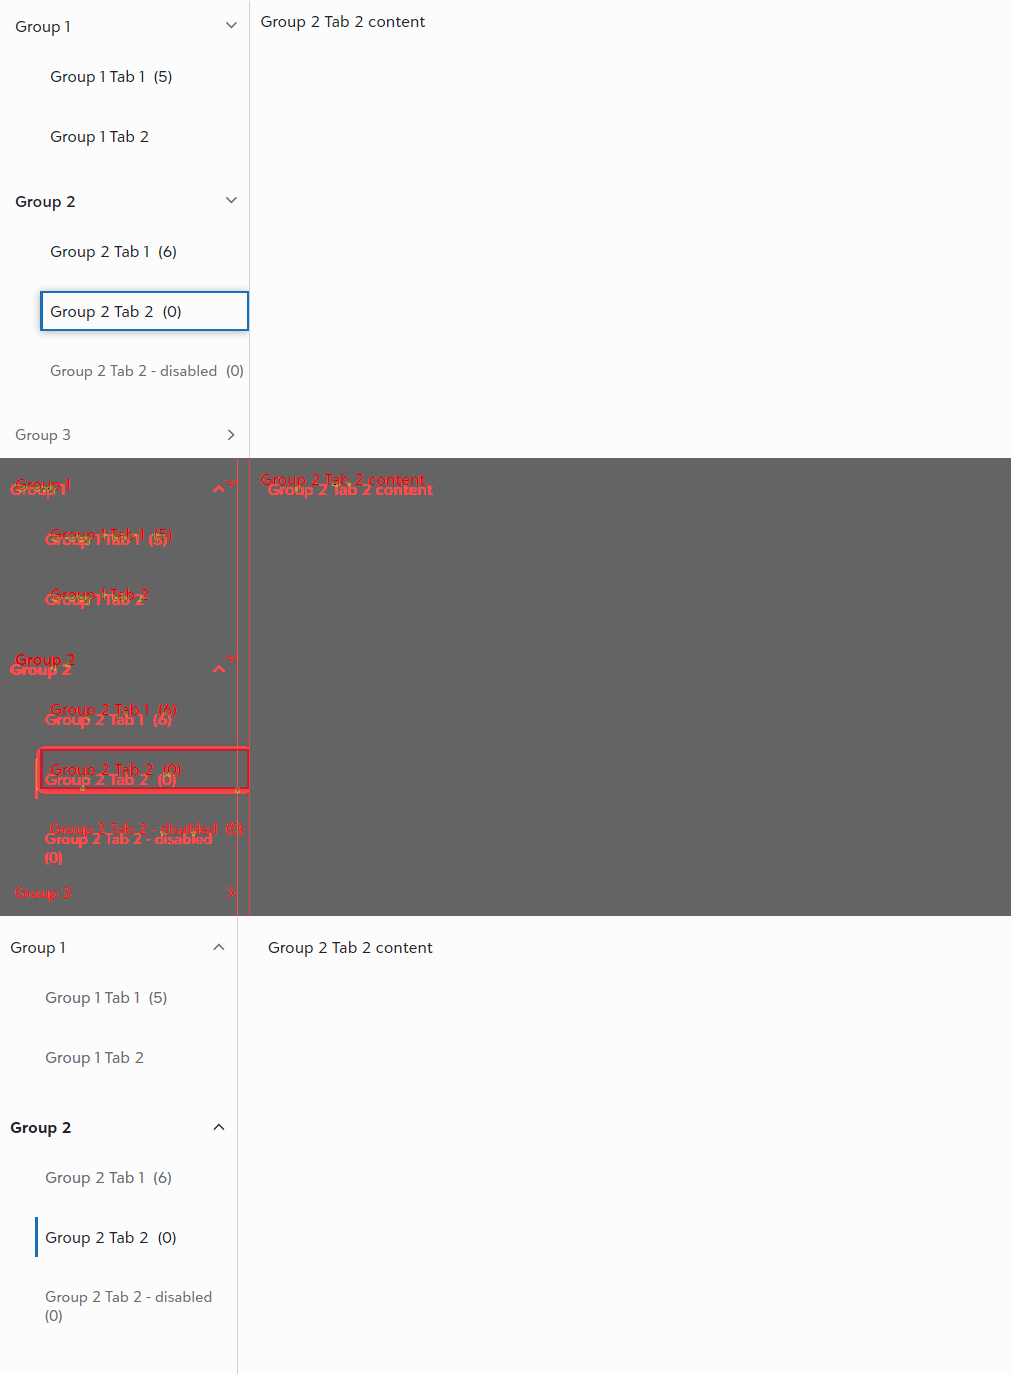 Group 1
Group 2 Tab 2 content
Group 1 Tab 1 (5)
Group 1 Tab 2
Group 2
Group 2 Tab 1 (6)
Group 2 Tab 2 (0)
Group 2 Tab 2 - disabled (0)
Group 3
Group 1
Group 1
Group 2 Tab 2 content
Group 2 Tab 2 content
Group 1 Tab 1 (5)
Group 1 Tab 1 (5)
Group 1 Tab 2
Group 1 Tab 2
Group 2
Group 2
Group 2 Tab 1 (6)
Group 2 Tab 1 (6)
Group 2 Tab 2 (0)
Group 2 Tab 2 (0)
Group 2 Tab 2 - disabled (0)
Group 2 Tab 2 - disabled
(0)
Group 3
Group 1
Group 2 Tab 2 content
Group 1 Tab 1 (5)
Group 1 Tab 2
Group 2
Group 2 Tab 1 (6)
Group 2 Tab 2 (0)
Group 2 Tab 2 - disabled
(0)